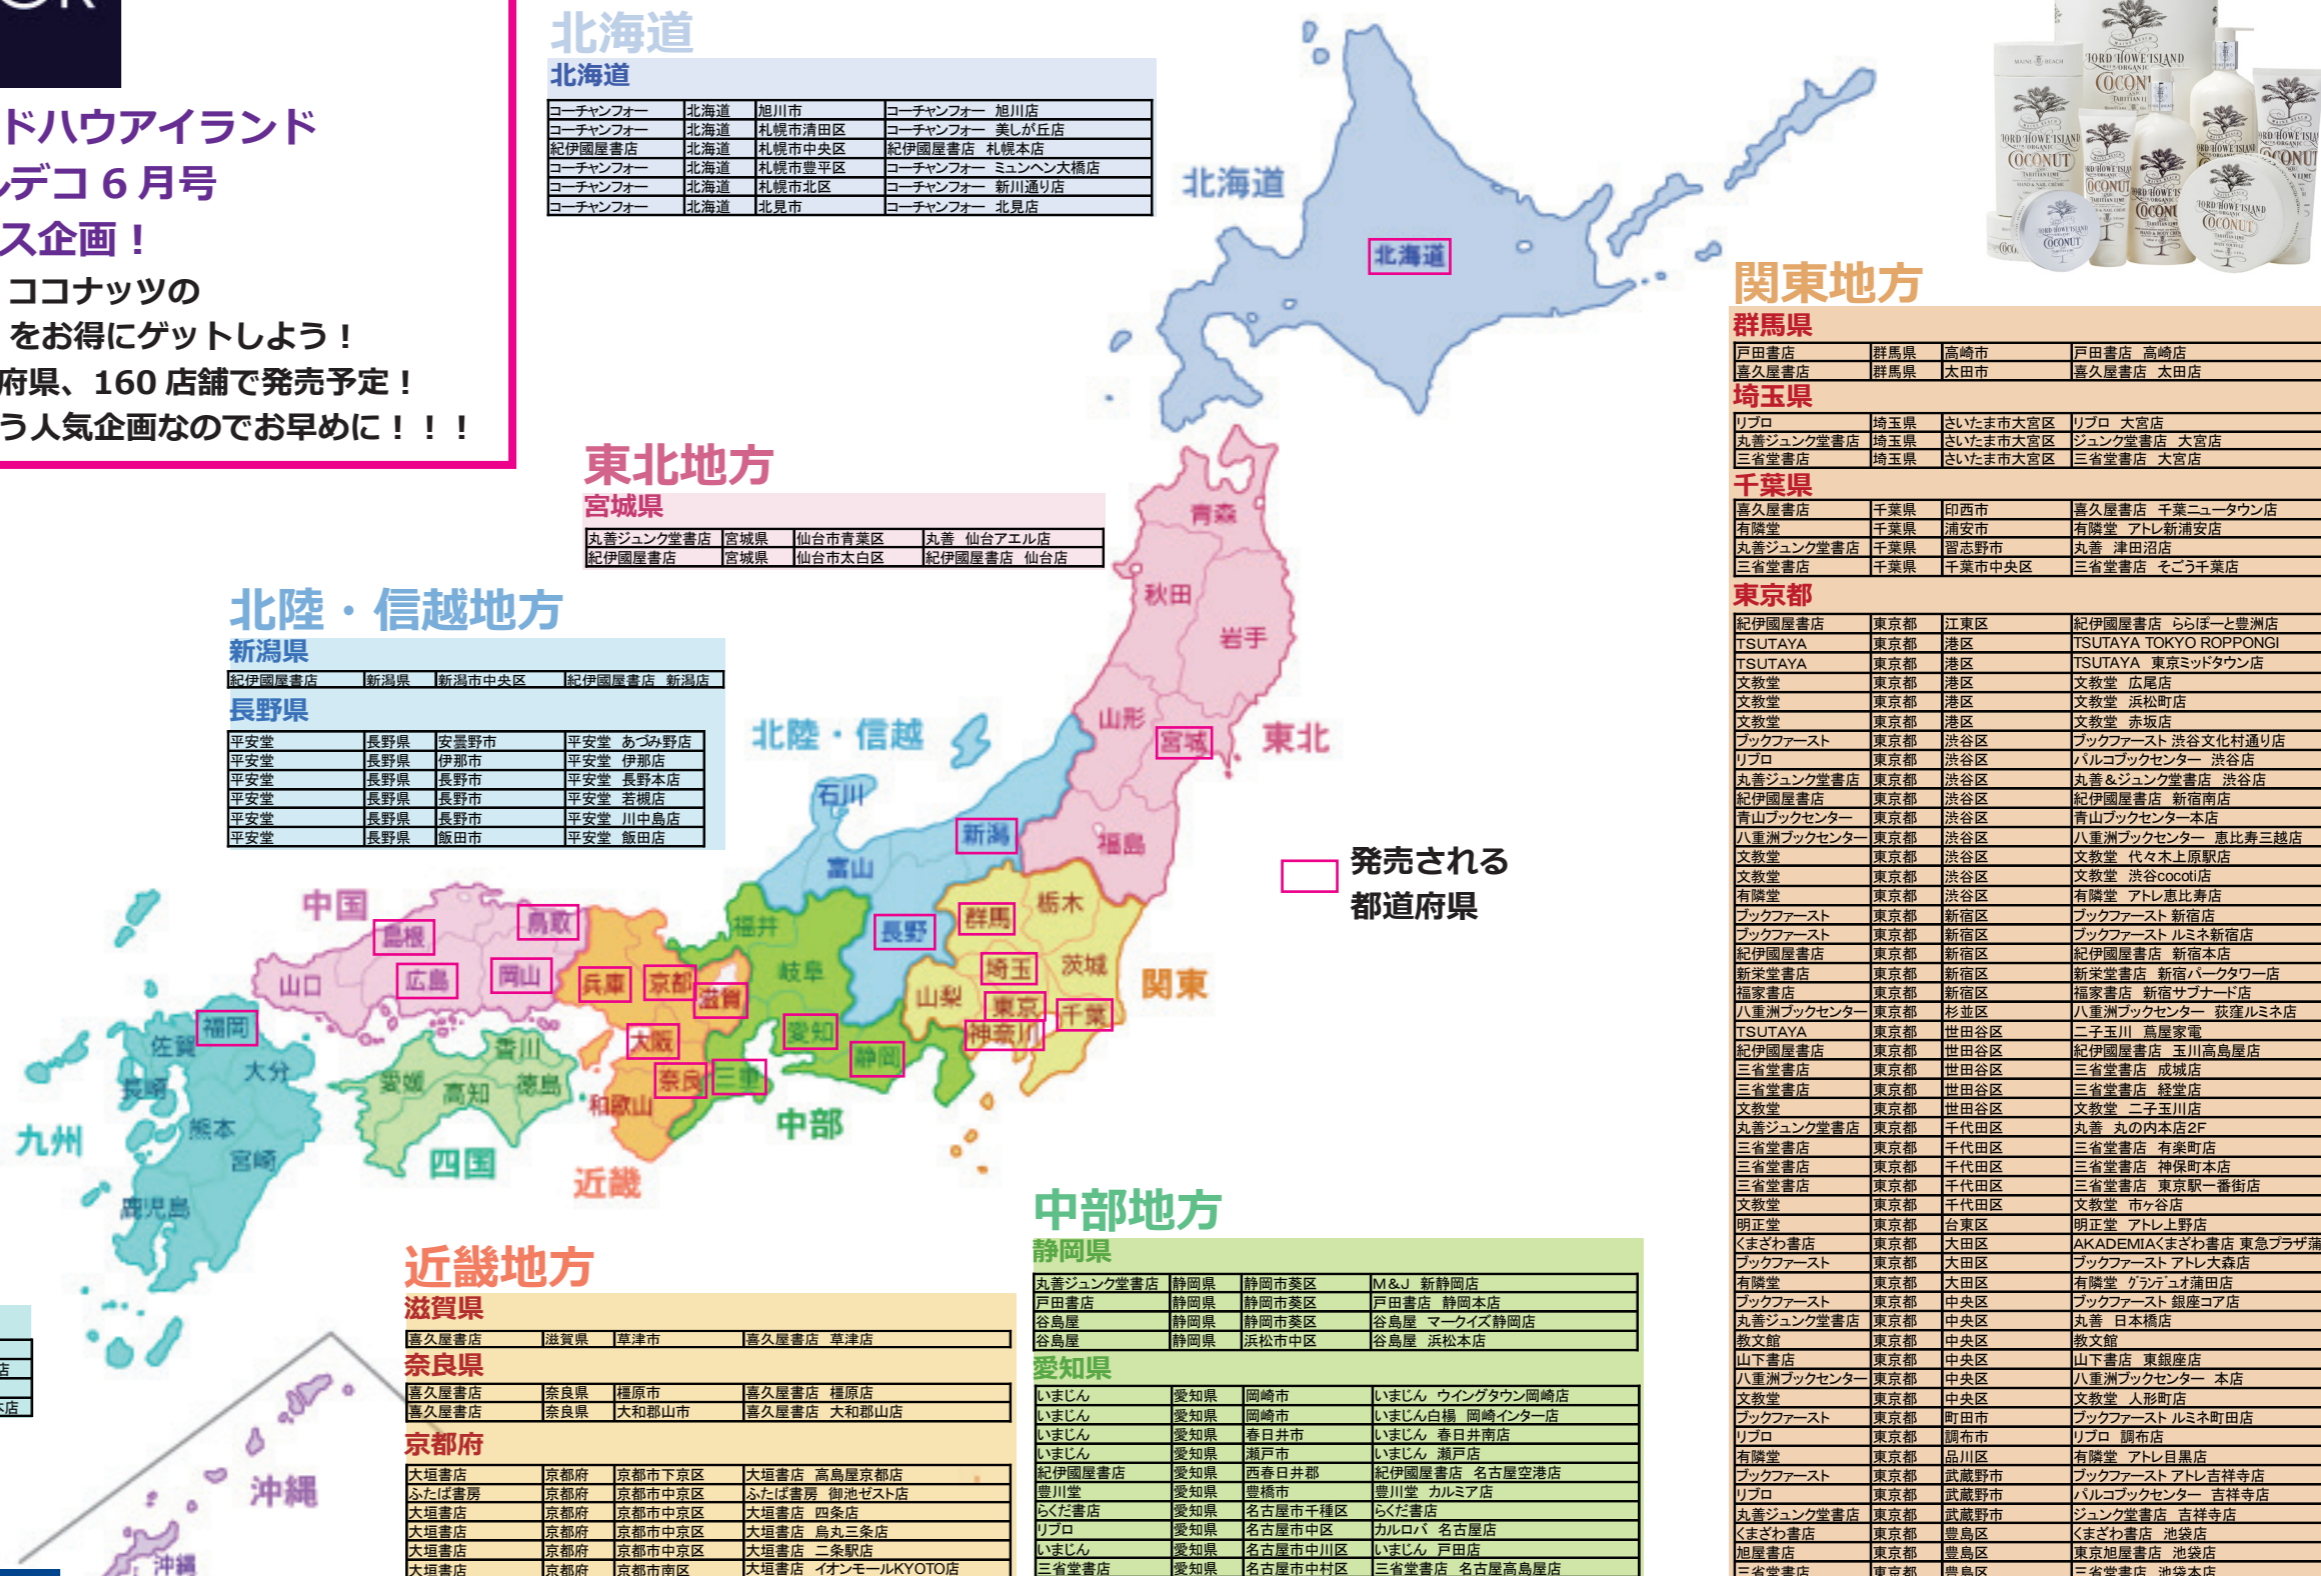 ドハウアイランド
ルデコ 6 月号
ス企画！
ココナッツの
をお得にゲットしよう！
府県、160 店舗で発売予定！
う人気企画なのでお早めに！！！
北海道
北海道
コーチャンフォー 北海道 旭川市 コーチャンフォー 旭川店
コーチャンフォー 北海道 札幌市清田区 コーチャンフォー 美しが丘店
紀伊國屋書店 北海道 札幌市中央区 紀伊國屋書店 札幌本店
コーチャンフォー 北海道 札幌市豊平区 コーチャンフォー ミュンヘン大橋店
コーチャンフォー 北海道 札幌市北区 コーチャンフォー 新川通り店
コーチャンフォー 北海道 北見市 コーチャンフォー 北見店
東北地方
宮城県
丸善ジュンク堂書店 宮城県 仙台市青葉区 丸善 仙台アエル店
紀伊國屋書店 宮城県 仙台市太白区 紀伊國屋書店 仙台店
北陸・信越地方
新潟県
紀伊國屋書店 新潟県 新潟市中央区 紀伊國屋書店 新潟店
長野県
平安堂 長野県 安曇野市 平安堂 あづみ野店
平安堂 長野県 伊那市 平安堂 伊那店
平安堂 長野県 長野市 平安堂 長野本店
平安堂 長野県 長野市 平安堂 若槻店
平安堂 長野県 長野市 平安堂 川中島店
平安堂 長野県 飯田市 平安堂 飯田店
北海道
北海道
青森
秋田
岩手
山形
宮城
東北
福島
北陸・信越
石川
新潟
富山
長野
福井
岐阜
群馬
栃木
埼玉
茨城
山梨
東京
千葉
神奈川
関東
愛知
静岡
三重
中部
中国
鳥取
島根
広島
岡山
山口
兵庫
京都
滋賀
大阪
奈良
和歌山
近畿
香川
愛媛
高知
徳島
四国
福岡
佐賀
大分
長崎
熊本
宮崎
九州
鹿児島
沖縄
沖縄
発売される
都道府県
店
本店
近畿地方
滋賀県
喜久屋書店 滋賀県 草津市 喜久屋書店 草津店
奈良県
喜久屋書店 奈良県 橿原市 喜久屋書店 橿原店
喜久屋書店 奈良県 大和郡山市 喜久屋書店 大和郡山店
京都府
大垣書店 京都府 京都市下京区 大垣書店 高島屋京都店
ふたば書房 京都府 京都市中京区 ふたば書房 御池ゼスト店
大垣書店 京都府 京都市中京区 大垣書店 四条店
大垣書店 京都府 京都市中京区 大垣書店 烏丸三条店
大垣書店 京都府 京都市中京区 大垣書店 二条駅店
大垣書店 京都府 京都市南区 大垣書店 イオンモールKYOTO店
中部地方
静岡県
丸善ジュンク堂書店 静岡県 静岡市葵区 M&J 新静岡店
戸田書店 静岡県 静岡市葵区 戸田書店 静岡本店
谷島屋 静岡県 静岡市葵区 谷島屋 マークイズ静岡店
谷島屋 静岡県 浜松市中区 谷島屋 浜松本店
愛知県
いまじん 愛知県 岡崎市 いまじん ウイングタウン岡崎店
いまじん 愛知県 岡崎市 いまじん白揚 岡崎インター店
いまじん 愛知県 春日井市 いまじん 春日井南店
いまじん 愛知県 瀬戸市 いまじん 瀬戸店
紀伊國屋書店 愛知県 西春日井郡 紀伊國屋書店 名古屋空港店
豊川堂 愛知県 豊橋市 豊川堂 カルミア店
らくだ書店 愛知県 名古屋市千種区 らくだ書店
リブロ 愛知県 名古屋市中区 カルロバ 名古屋店
いまじん 愛知県 名古屋市中川区 いまじん 戸田店
三省堂書店 愛知県 名古屋市中村区 三省堂書店 名古屋高島屋店
LORD HOWE ISLAND
COCONUT
関東地方
群馬県
戸田書店 群馬県 高崎市 戸田書店 高崎店
喜久屋書店 群馬県 太田市 喜久屋書店 太田店
埼玉県
リブロ 埼玉県 さいたま市大宮区 リブロ 大宮店
丸善ジュンク堂書店 埼玉県 さいたま市大宮区 ジュンク堂書店 大宮店
三省堂書店 埼玉県 さいたま市大宮区 三省堂書店 大宮店
千葉県
喜久屋書店 千葉県 印西市 喜久屋書店 千葉ニュータウン店
有隣堂 千葉県 浦安市 有隣堂 アトレ新浦安店
丸善ジュンク堂書店 千葉県 習志野市 丸善 津田沼店
三省堂書店 千葉県 千葉市中央区 三省堂書店 そごう千葉店
東京都
紀伊國屋書店 東京都 江東区 紀伊國屋書店 ららぽーと豊洲店
TSUTAYA 東京都 港区 TSUTAYA TOKYO ROPPONGI
TSUTAYA 東京都 港区 TSUTAYA 東京ミッドタウン店
文教堂 東京都 港区 文教堂 広尾店
文教堂 東京都 港区 文教堂 浜松町店
文教堂 東京都 港区 文教堂 赤坂店
ブックファースト 東京都 渋谷区 ブックファースト 渋谷文化村通り店
リブロ 東京都 渋谷区 パルコブックセンター 渋谷店
丸善ジュンク堂書店 東京都 渋谷区 丸善＆ジュンク堂書店 渋谷店
紀伊國屋書店 東京都 渋谷区 紀伊國屋書店 新宿南店
青山ブックセンター 東京都 渋谷区 青山ブックセンター本店
八重洲ブックセンター 東京都 渋谷区 八重洲ブックセンター 恵比寿三越店
文教堂 東京都 渋谷区 文教堂 代々木上原駅店
文教堂 東京都 渋谷区 文教堂 渋谷cocoti店
有隣堂 東京都 渋谷区 有隣堂 アトレ恵比寿店
ブックファースト 東京都 新宿区 ブックファースト 新宿店
ブックファースト 東京都 新宿区 ブックファースト ルミネ新宿店
紀伊國屋書店 東京都 新宿区 紀伊國屋書店 新宿本店
新栄堂書店 東京都 新宿区 新栄堂書店 新宿パークタワー店
福家書店 東京都 新宿区 福家書店 新宿サブナード店
八重洲ブックセンター 東京都 杉並区 八重洲ブックセンター 荻窪ルミネ店
TSUTAYA 東京都 世田谷区 二子玉川 蔦屋家電
紀伊國屋書店 東京都 世田谷区 紀伊國屋書店 玉川高島屋店
三省堂書店 東京都 世田谷区 三省堂書店 成城店
三省堂書店 東京都 世田谷区 三省堂書店 経堂店
文教堂 東京都 世田谷区 文教堂 二子玉川店
丸善ジュンク堂書店 東京都 千代田区 丸善 丸の内本店2F
三省堂書店 東京都 千代田区 三省堂書店 有楽町店
三省堂書店 東京都 千代田区 三省堂書店 神保町本店
三省堂書店 東京都 千代田区 三省堂書店 東京駅一番街店
文教堂 東京都 千代田区 文教堂 市ヶ谷店
明正堂 東京都 台東区 明正堂 アトレ上野店
くまざわ書店 東京都 大田区 AKADEMIAくまざわ書店 東急プラザ蒲
ブックファースト 東京都 大田区 ブックファースト アトレ大森店
有隣堂 東京都 大田区 有隣堂 グランデュオ蒲田店
ブックファースト 東京都 中央区 ブックファースト 銀座コア店
丸善ジュンク堂書店 東京都 中央区 丸善 日本橋店
教文館 東京都 中央区 教文館
山下書店 東京都 中央区 山下書店 東銀座店
八重洲ブックセンター 東京都 中央区 八重洲ブックセンター 本店
文教堂 東京都 中央区 文教堂 人形町店
ブックファースト 東京都 町田市 ブックファースト ルミネ町田店
リブロ 東京都 調布市 リブロ 調布店
有隣堂 東京都 品川区 有隣堂 アトレ目黒店
ブックファースト 東京都 武蔵野市 ブックファースト アトレ吉祥寺店
リブロ 東京都 武蔵野市 パルコブックセンター 吉祥寺店
丸善ジュンク堂書店 東京都 武蔵野市 ジュンク堂書店 吉祥寺店
くまざわ書店 東京都 豊島区 くまざわ書店 池袋店
旭屋書店 東京都 豊島区 東京旭屋書店 池袋店
三省堂書店 東京都 豊島区 三省堂書店 池袋本店